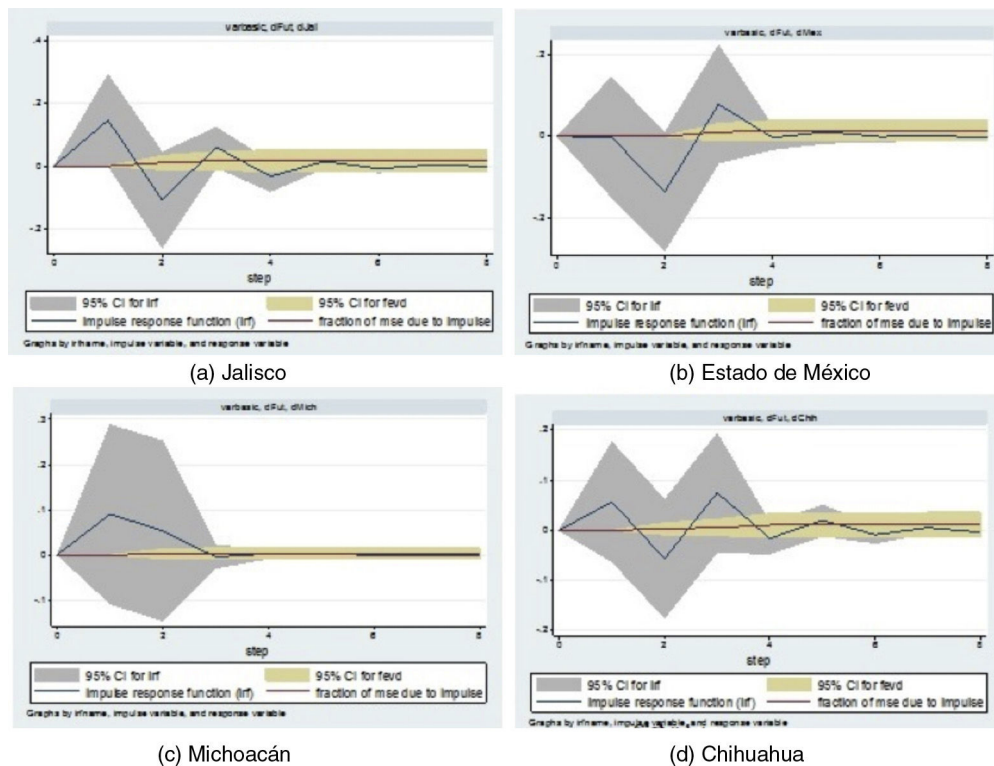 varbasic, dFut, dJal
.4
.2
0
-.2
0 2 4 6 8
step
95% CI for irf 95% CI for fevd
impulse response function (irf) fraction of mse due to impulse
Graphs by irfname, impulse variable, and response variable
(a) Jalisco
varbasic, dFut, dMex
.2
0
-.2
0 2 4 6 8
step
95% CI for irf 95% CI for fevd
impulse response function (irf) fraction of mse due to impulse
Graphs by irfname, impulse variable, and response variable
(b) Estado de México
varbasic, dFut, dMich
.3
.2
.1
0
-.1
0 2 4 6 8
step
95% CI for irf 95% CI for fevd
impulse response function (irf) fraction of mse due to impulse
Graphs by irfname, impulse variable, and response variable
(c) Michoacán
varbasic, dFut, dChih
.2
.1
0
-.1
-.2
0 2 4 6 8
step
95% CI for irf 95% CI for fevd
impulse response function (irf) fraction of mse due to impulse
Graphs by irfname, impulse variable, and response variable
(d) Chihuahua